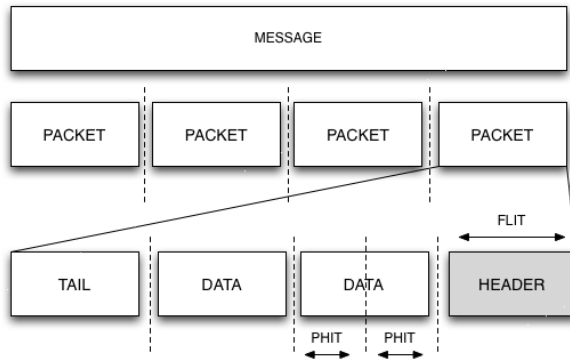 MESSAGE
PACKET PACKET PACKET PACKET
FLIT
TAIL DATA DATA HEADER
PHIT PHIT